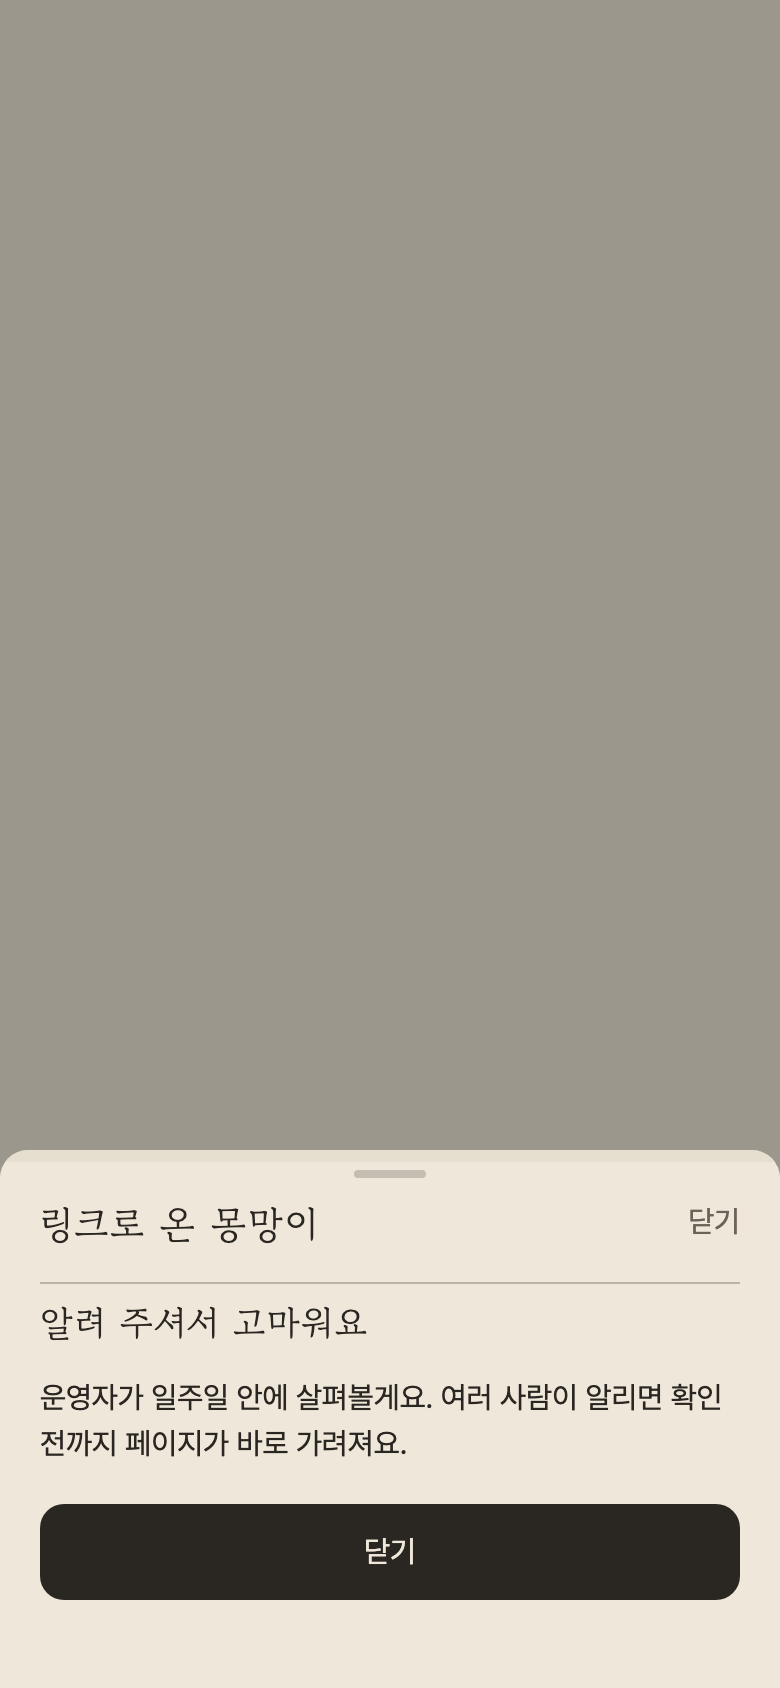 링크로 온 몽망이
닫기
알려 주셔서 고마워요
운영자가 일주일 안에 살펴볼게요. 여러 사람이 알리면 확인
전까지 페이지가 바로 가려져요.
닫기